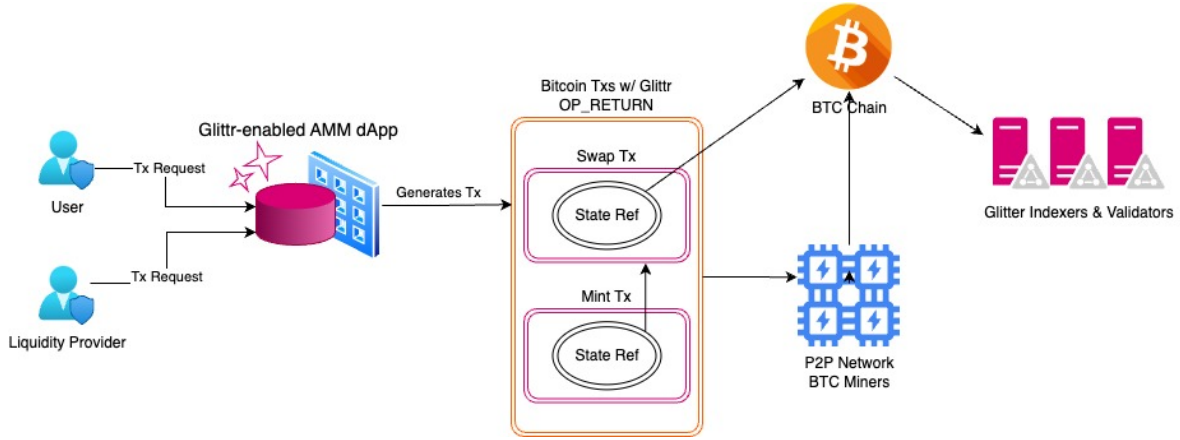 Bitcoin Txs w/ Glittr
OP_RETURN
BTC Chain
Glittr-enabled AMM dApp
Tx Request
User
Generates Tx
Swap Tx
State Ref
Glitter Indexers & Validators
Tx Request
Liquidity Provider
Mint Tx
State Ref
P2P Network
BTC Miners